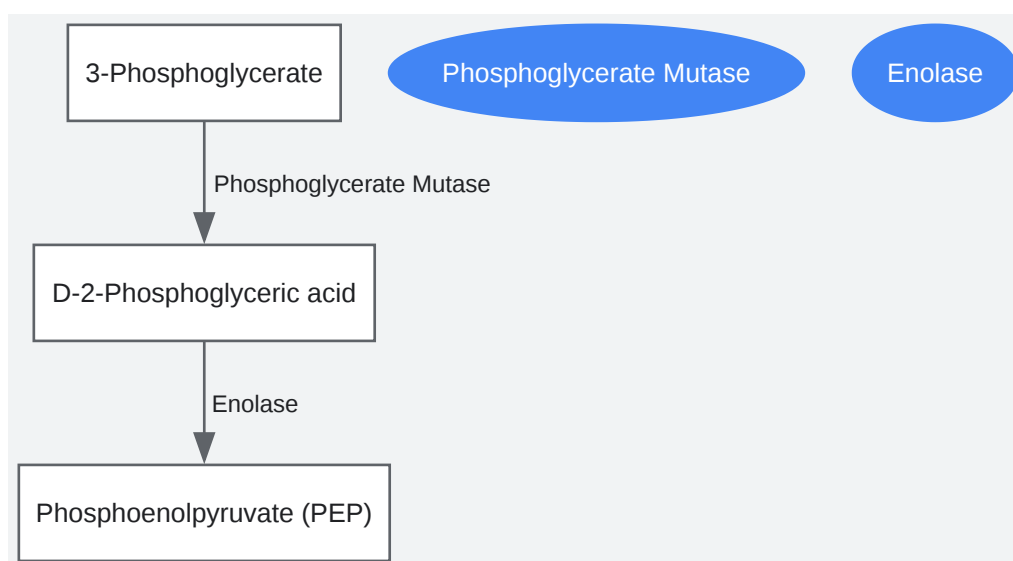 3-Phosphoglycerate
Phosphoglycerate Mutase
Enolase
Phosphoglycerate Mutase
D-2-Phosphoglyceric acid
Enolase
Phosphoenolpyruvate (PEP)